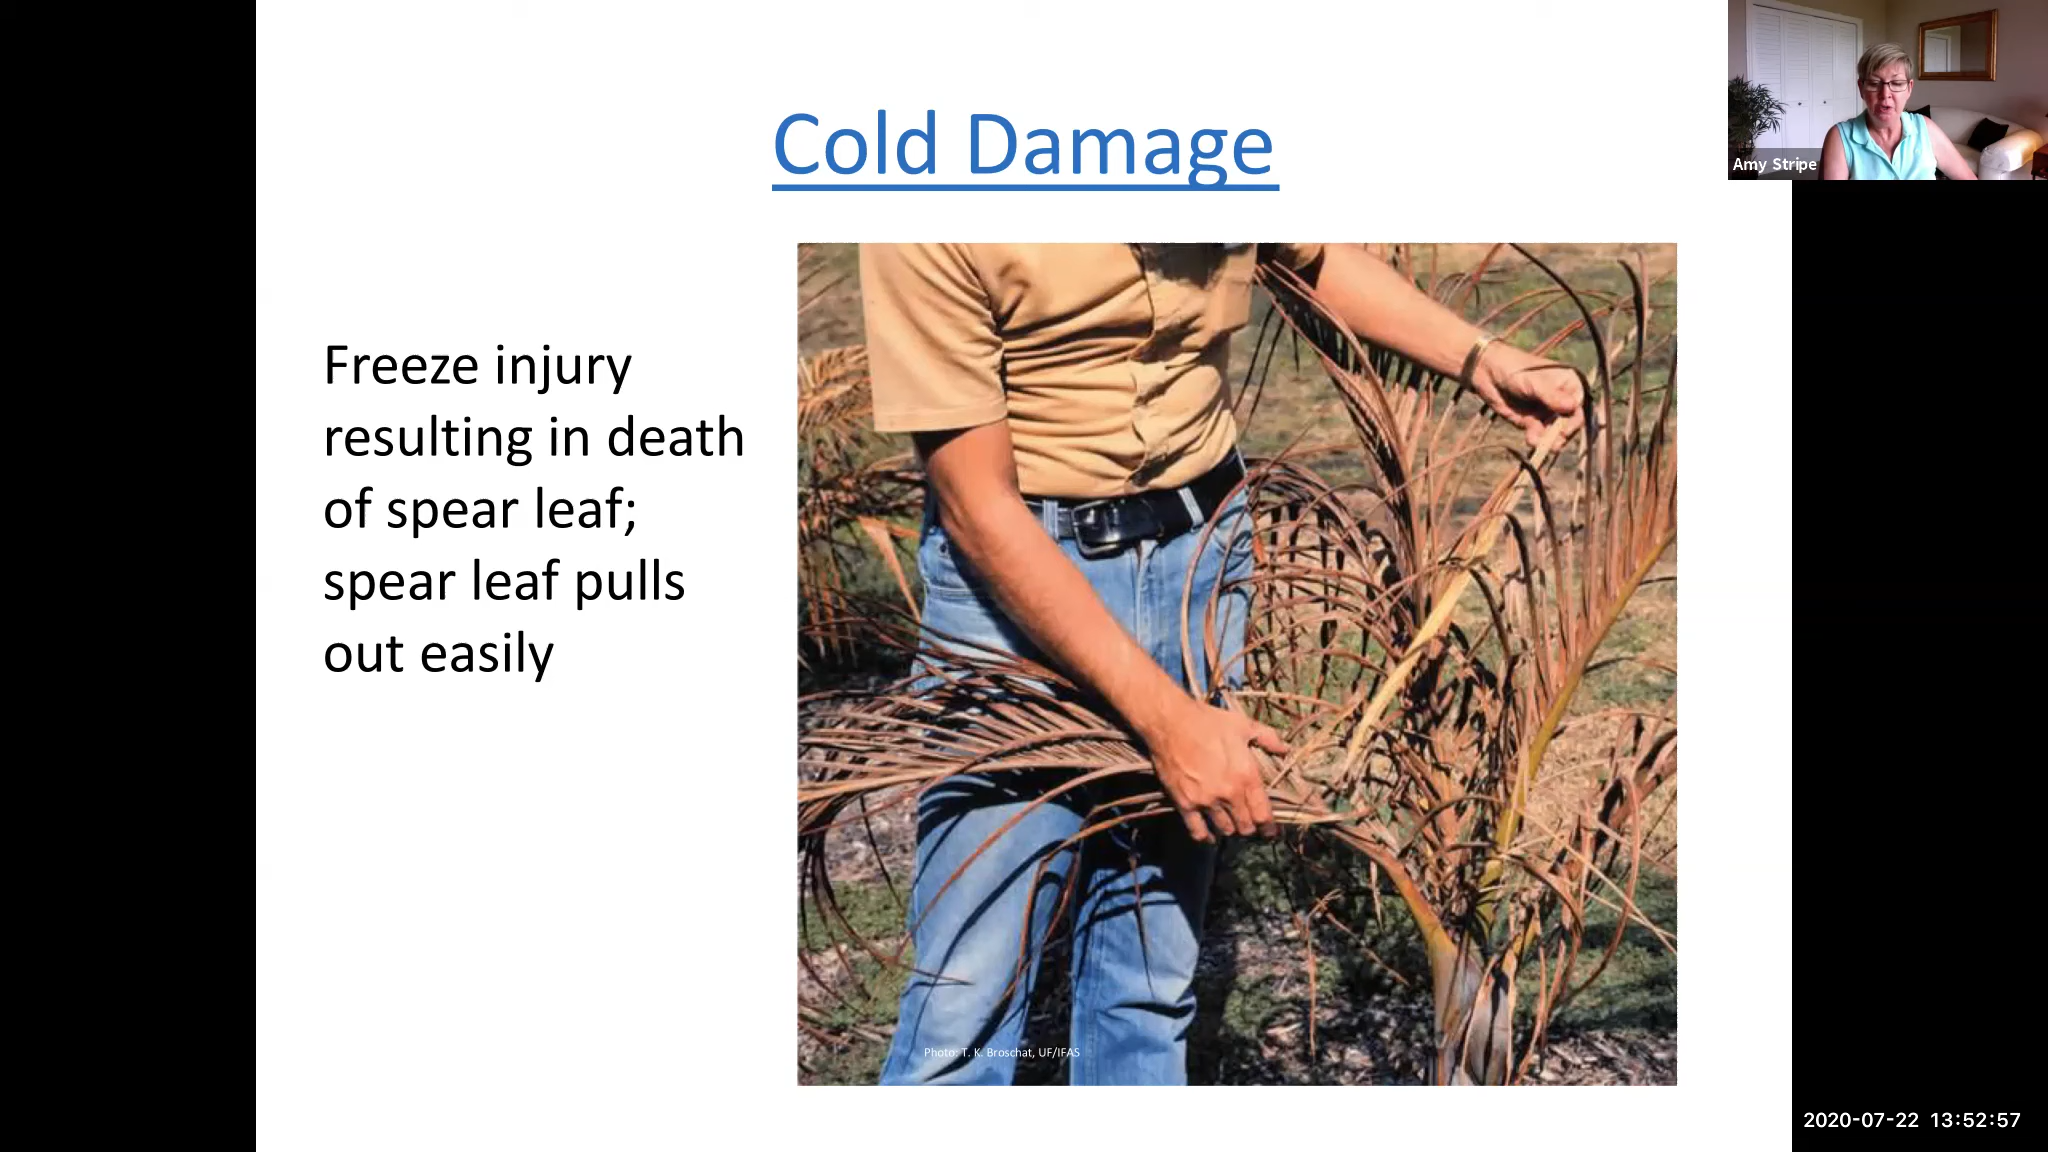 Cold Damage
Amy Stripe
Freeze injury
resulting in death
of spear leaf;
spear leaf pulls
out easily
Photo: T. K. Broschat, UF/IFAS
2020-07-22 13:52:57